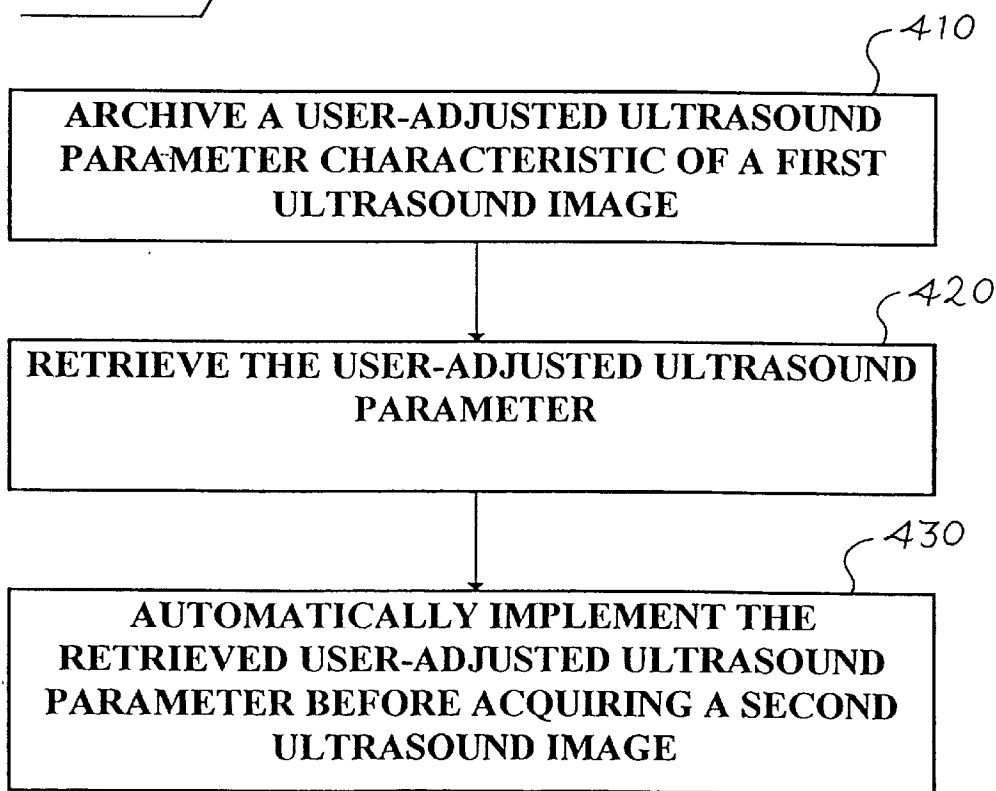 410
ARCHIVE A USER-ADJUSTED ULTRASOUND
PARAMETER CHARACTERISTIC OF A FIRST
ULTRASOUND IMAGE
420
RETRIEVE THE USER-ADJUSTED ULTRASOUND
PARAMETER
430
AUTOMATICALLY IMPLEMENT THE
RETRIEVED USER-ADJUSTED ULTRASOUND
PARAMETER BEFORE ACQUIRING A SECOND
ULTRASOUND IMAGE